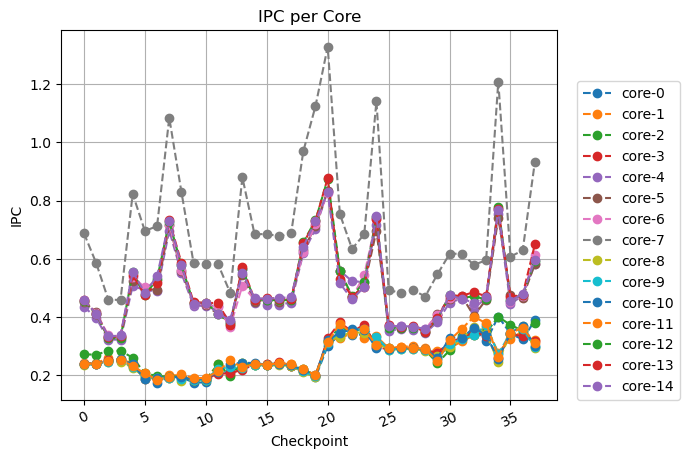 IPC per Core
IPC
1.2
1.0
0.8
0.6
0.4
0.2
0
5
10
15
20
25
30
35
Checkpoint
core-0
core-1
core-2
core-3
core-4
core-5
core-6
core-7
core-8
core-9
core-10
core-11
core-12
core-13
core-14